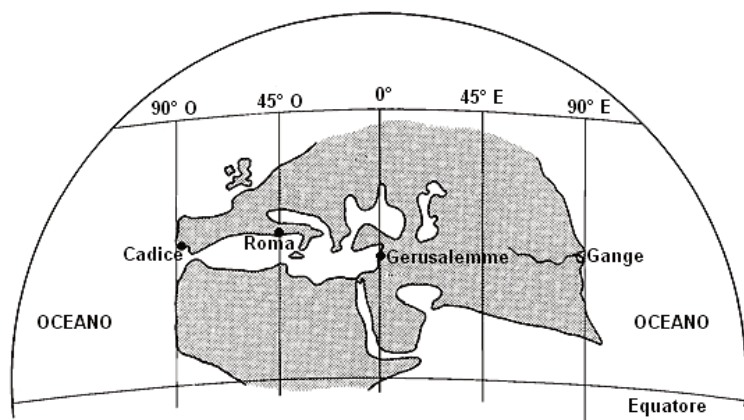 90° O 45° O 0° 45° E 90° E
Cadice Roma Gerusalemme Gange
OCEANO OCEANO
Equatore